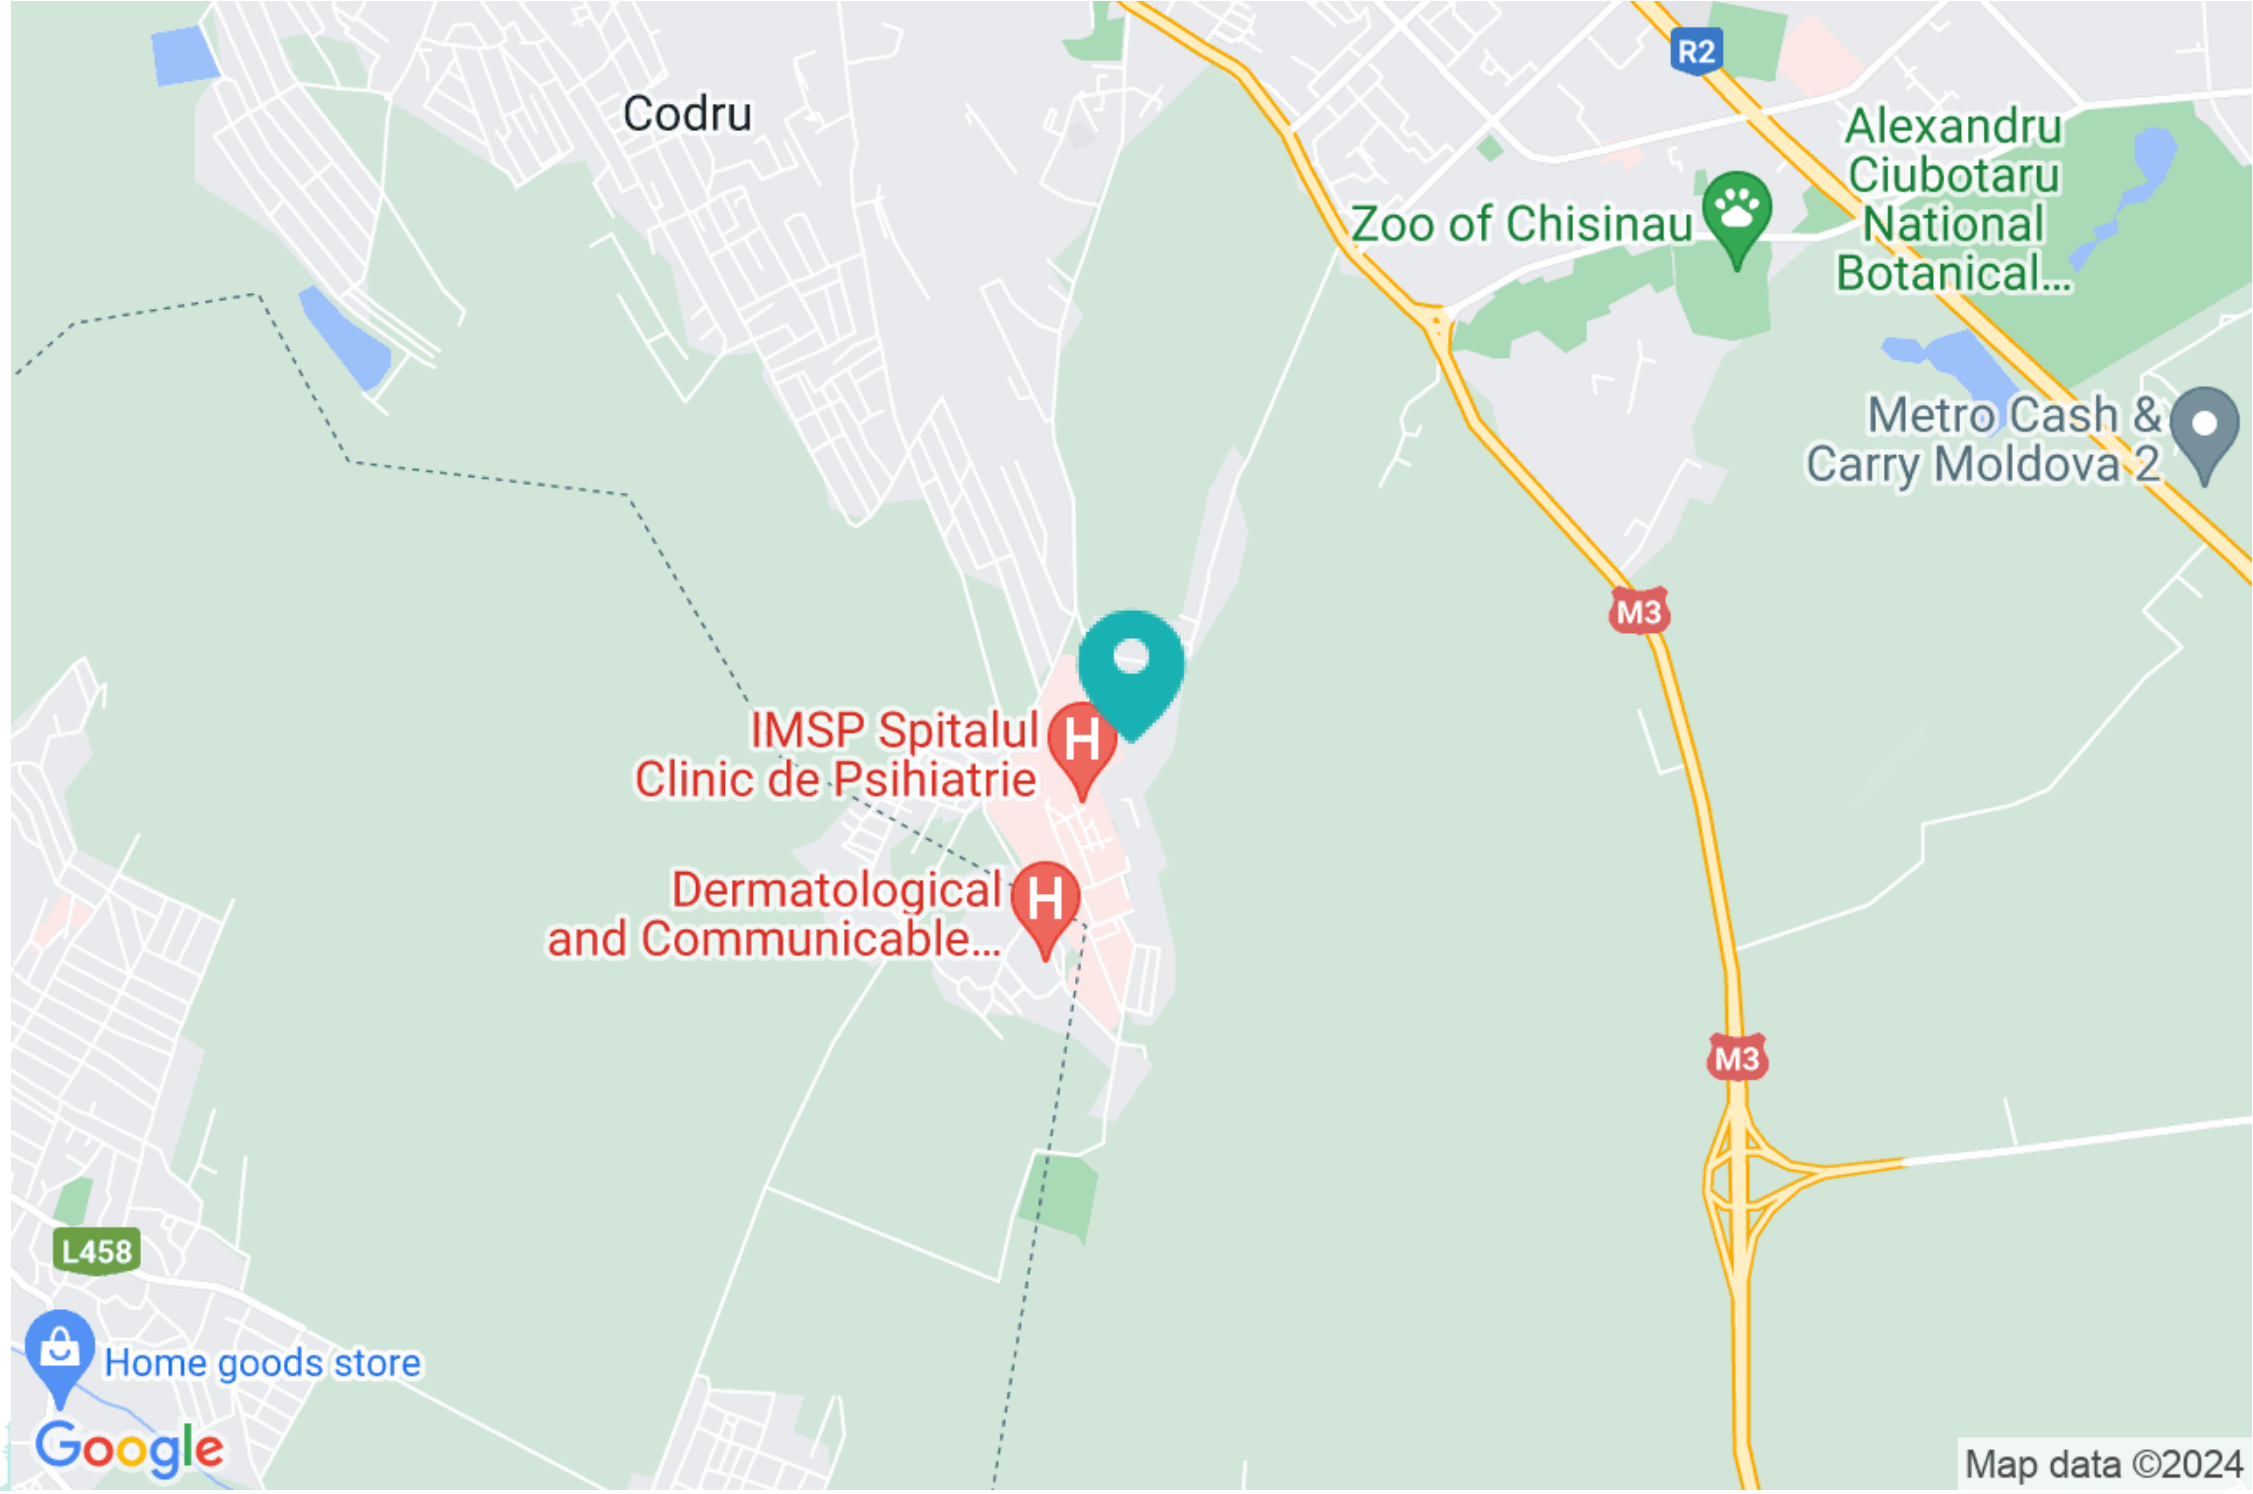 R2
Codru
Alexandru
Ciubotaru
National
Botanical...
Zoo of Chisinau
Metro Cash &
Carry Moldova 2
M3
IMSP Spitalul
Clinic de Psihiatrie
H
Dermatological
and Communicable...
H
M3
L458
Home goods store
Google
Map data ©2024